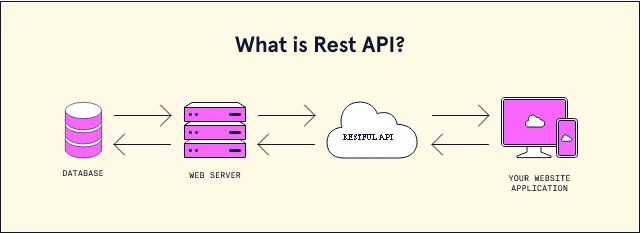 What is Rest API?
RESTFUL API
DATABASE
WEB SERVER
YOUR WEBSITE
APPLICATION